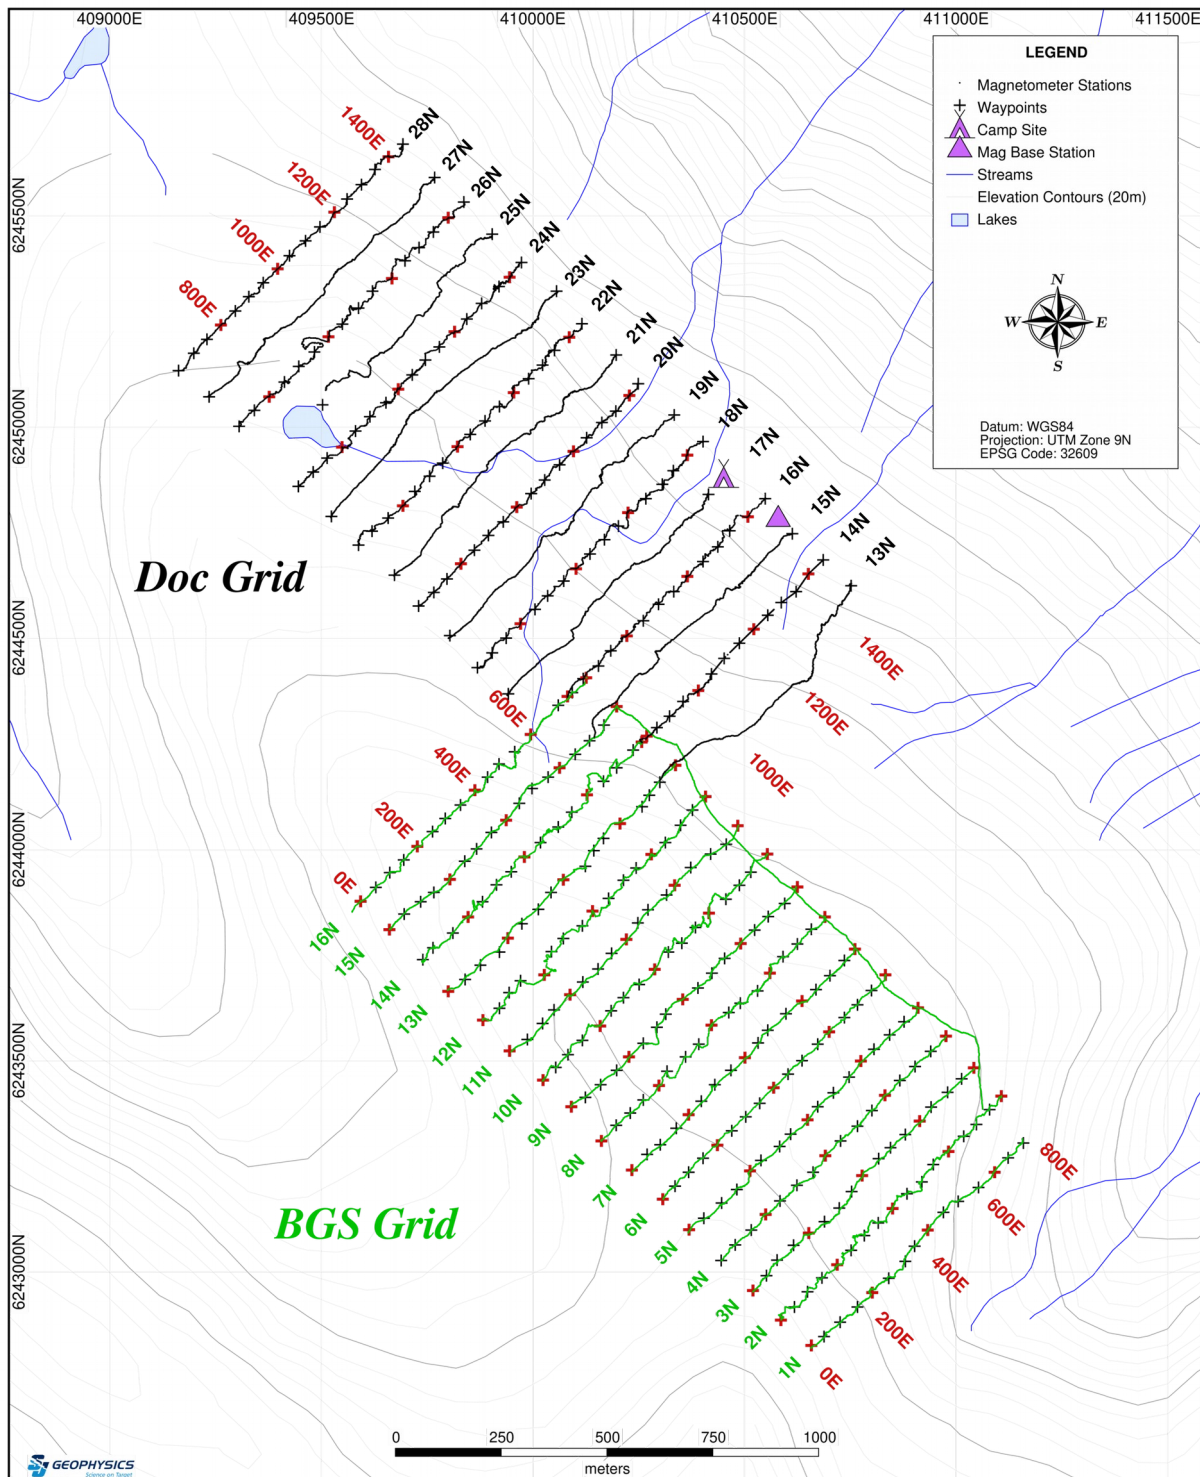 409000E
409500E
410000E
410500E
411000E
411500E
LEGEND
Magnetometer Stations
Waypoints
Camp Site
Mag Base Station
Streams
Elevation Contours (20m)
Lakes
N
W
E
S
Datum: WGS84
Projection: UTM Zone 9N
EPSG Code: 32609
6245500N
6245000N
6244500N
6244000N
6243500N
6243000N
1400E
1200E
1000E
800E
28N
27N
26N
25N
24N
23N
22N
21N
20N
19N
18N
17N
16N
15N
14N
13N
Doc Grid
1400E
1200E
1000E
600E
400E
200E
0E
16N
15N
14N
13N
12N
11N
10N
9N
8N
7N
6N
5N
4N
3N
2N
1N
BGS Grid
800E
600E
400E
200E
0E
0
250
500
750
1000
meters
GEOPHYSICS
Science on Target